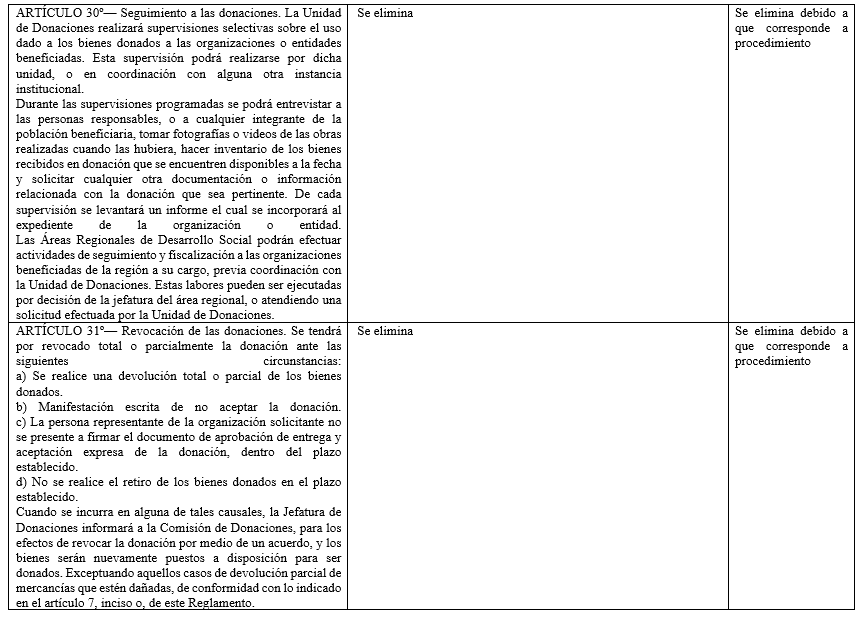 ARTÍCULO 30º— Seguimiento a las donaciones. La Unidad
de Donaciones realizará supervisiones selectivas sobre el uso
dado a los bienes donados a las organizaciones o entidades
beneficiadas. Esta supervisión podrá realizarse por dicha
unidad, o en coordinación con alguna otra instancia
institucional.
Durante las supervisiones programadas se podrá entrevistar a
las personas responsables, o a cualquier integrante de la
población beneficiaria, tomar fotografías o videos de las obras
realizadas cuando las hubiera, hacer inventario de los bienes
recibidos en donación que se encuentren disponibles a la fecha
y solicitar cualquier otra documentación o información
relacionada con la donación que sea pertinente. De cada
supervisión se levantará un informe el cual se incorporará al
expediente de la organización o entidad.
Las Áreas Regionales de Desarrollo Social podrán efectuar
actividades de seguimiento y fiscalización a las organizaciones
beneficiadas de la región a su cargo, previa coordinación con
la Unidad de Donaciones. Estas labores pueden ser ejecutadas
por decisión de la jefatura del área regional, o atendiendo una
solicitud efectuada por la Unidad de Donaciones.
Se elimina
Se elimina debido a
que corresponde a
procedimiento
ARTÍCULO 31º— Revocación de las donaciones. Se tendrá
por revocado total o parcialmente la donación ante las
siguientes circunstancias:
a) Se realice una devolución total o parcial de los bienes
donados.
b) Manifestación escrita de no aceptar la donación.
c) La persona representante de la organización solicitante no
se presente a firmar el documento de aprobación de entrega y
aceptación expresa de la donación, dentro del plazo
establecido.
d) No se realice el retiro de los bienes donados en el plazo
establecido.
Cuando se incurra en alguna de tales causales, la Jefatura de
Donaciones informará a la Comisión de Donaciones, para los
efectos de revocar la donación por medio de un acuerdo, y los
bienes serán nuevamente puestos a disposición para ser
donados. Exceptuando aquellos casos de devolución parcial de
mercancías que estén dañadas, de conformidad con lo indicado
en el artículo 7, inciso o, de este Reglamento.
Se elimina
Se elimina debido a
que corresponde a
procedimiento